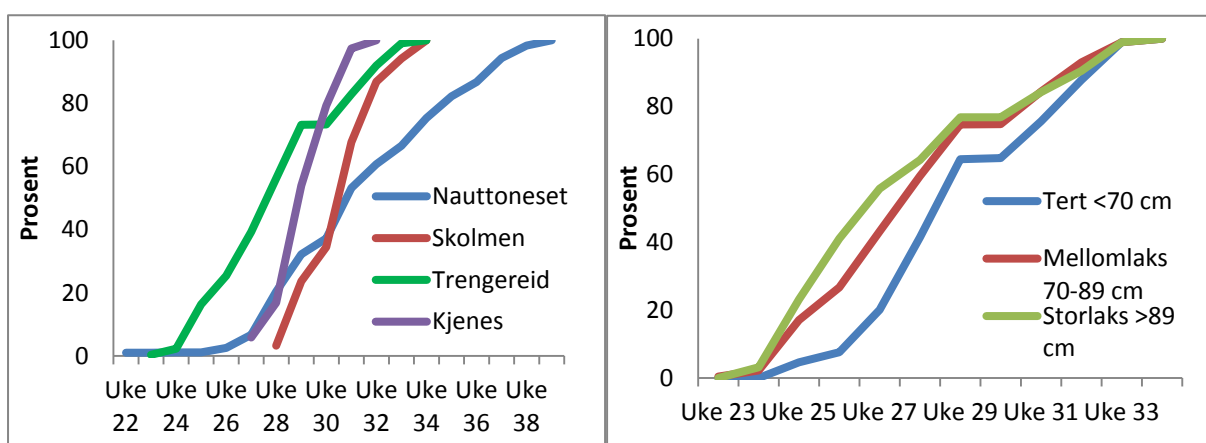 Prosent
100
80
60
40
20
0
Nauttoneset
Skolmen
Trengereid
Kjenes
Uke Uke Uke Uke Uke Uke Uke Uke Uke
22 24 26 28 30 32 34 36 38
Prosent
100
80
60
40
20
0
Tert <70 cm
Mellomlaks
70-89 cm
Storlaks >89
cm
Uke 23 Uke 25 Uke 27 Uke 29 Uke 31 Uke 33